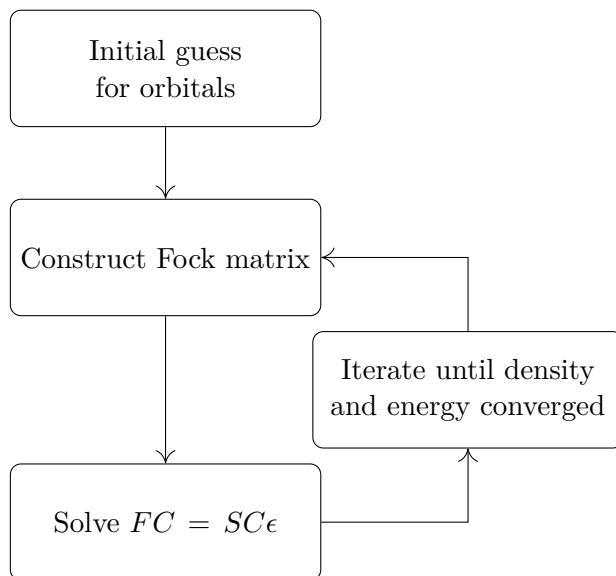 Initial guess
for orbitals
Construct Fock matrix
Iterate until density
and energy converged
Solve FC = SCϵ